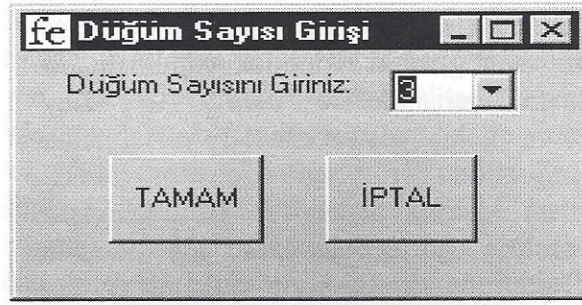 fe Düğüm Sayısı Girişi
Düğüm Sayısını Giriniz: 3
TAMAM İPTAL